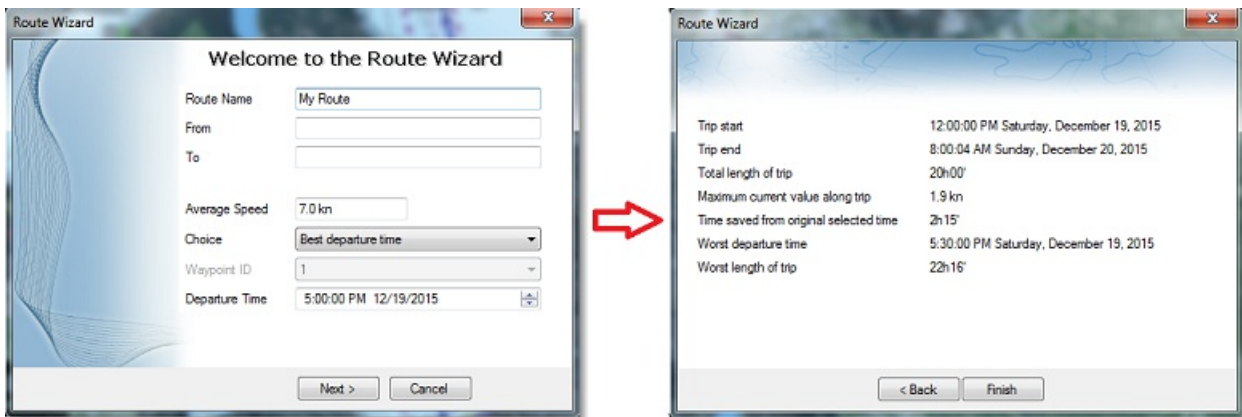 Route Wizard
Welcome to the Route Wizard
Route Name My Route
From
To
Average Speed 7.0 kn
Choice Best departure time
Waypoint ID 1
Departure Time 5:00:00 PM 12/19/2015
Next > Cancel
Route Wizard
Trip start 12:00:00 PM Saturday, December 19, 2015
Trip end 8:00:04 AM Sunday, December 20, 2015
Total length of trip 20h00'
Maximum current value along trip 1.9 kn
Time saved from original selected time 2h15'
Worst departure time 5:30:00 PM Saturday, December 19, 2015
Worst length of trip 22h16'
< Back Finish